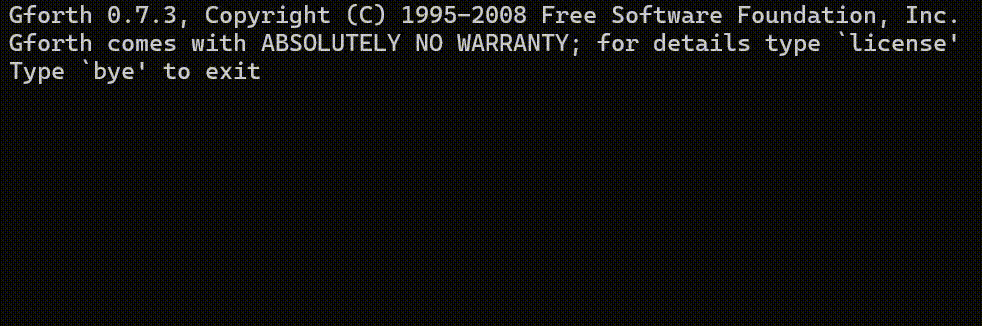 Gforth 0.7.3, Copyright (C) 1995-2008 Free Software Foundation, Inc.
Gforth comes with ABSOLUTELY NO WARRANTY; for details type `license'
Type `bye' to exit